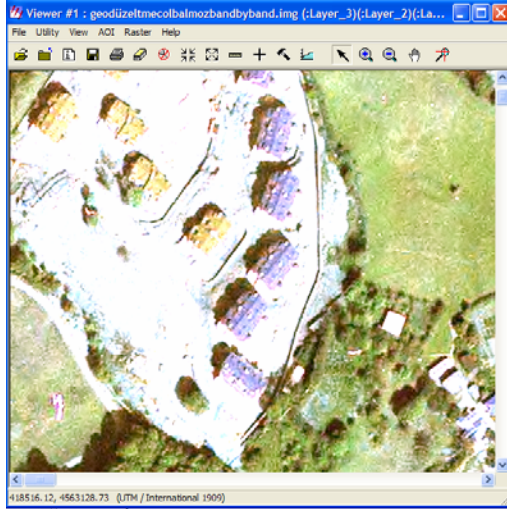 Viewer #1 : geodüzeltmecolbalmozbandbyband.img (:Layer_3)(:Layer_2)(:La...
File Utility View AOI Raster Help
418516.12, 4563128.73 (UTM / International 1909)